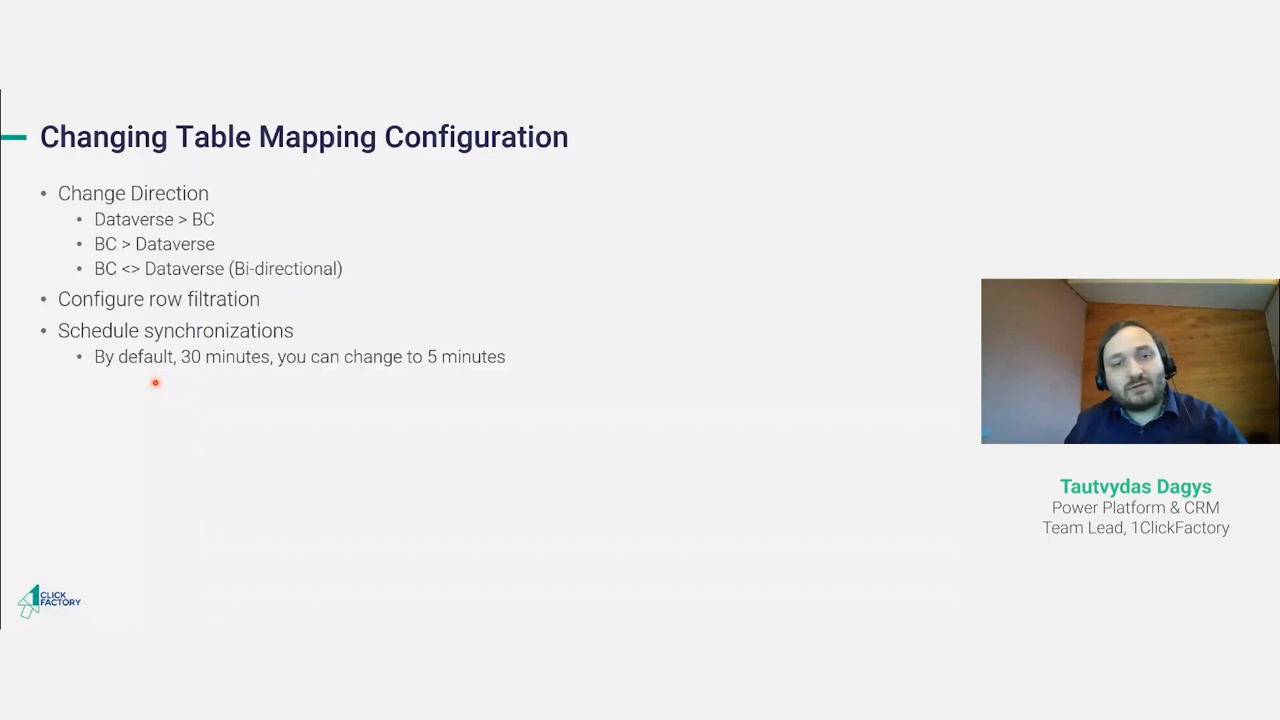 Changing Table Mapping Configuration
• Change Direction
• Dataverse > BC
• BC > Dataverse
• BC <> Dataverse (Bi-directional)
• Configure row filtration
• Schedule synchronizations
• By default, 30 minutes, you can change to 5 minutes
Tautvydas Dagys
Power Platform & CRM
Team Lead, 1ClickFactory
1
CLICK
FACTORY